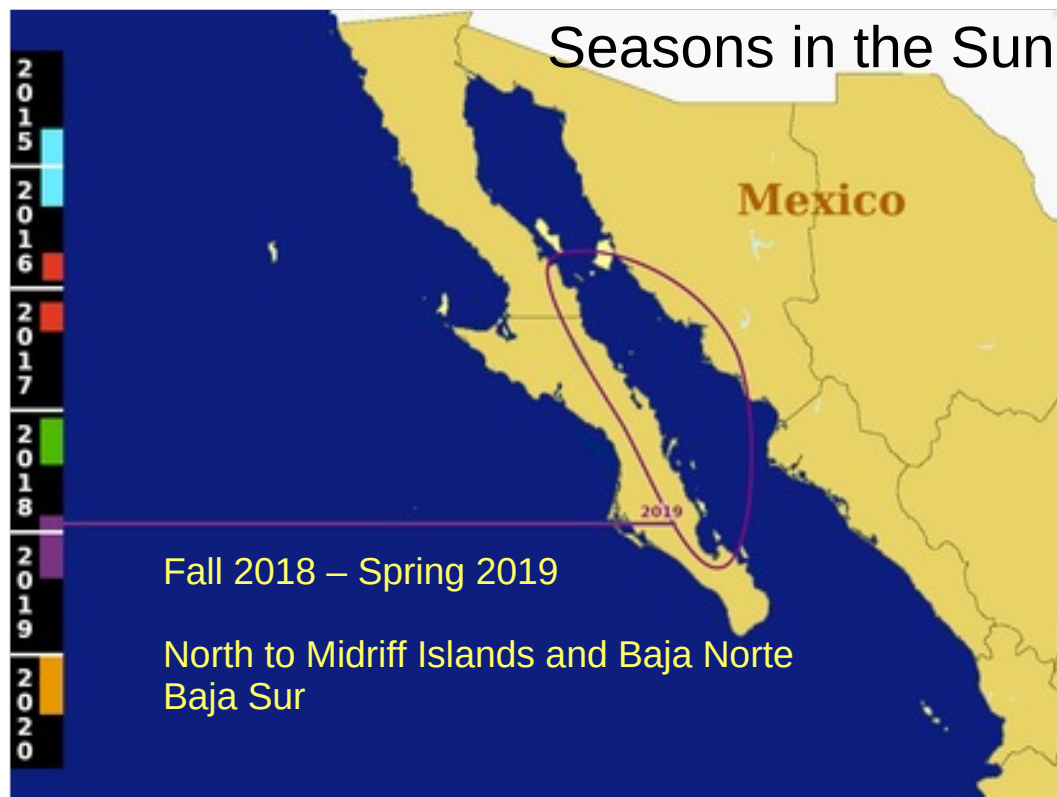 Seasons in the Sun
2015
2016
2017
2018
2019
2020
Mexico
2019
Fall 2018 – Spring 2019
North to Midriff Islands and Baja Norte
Baja Sur